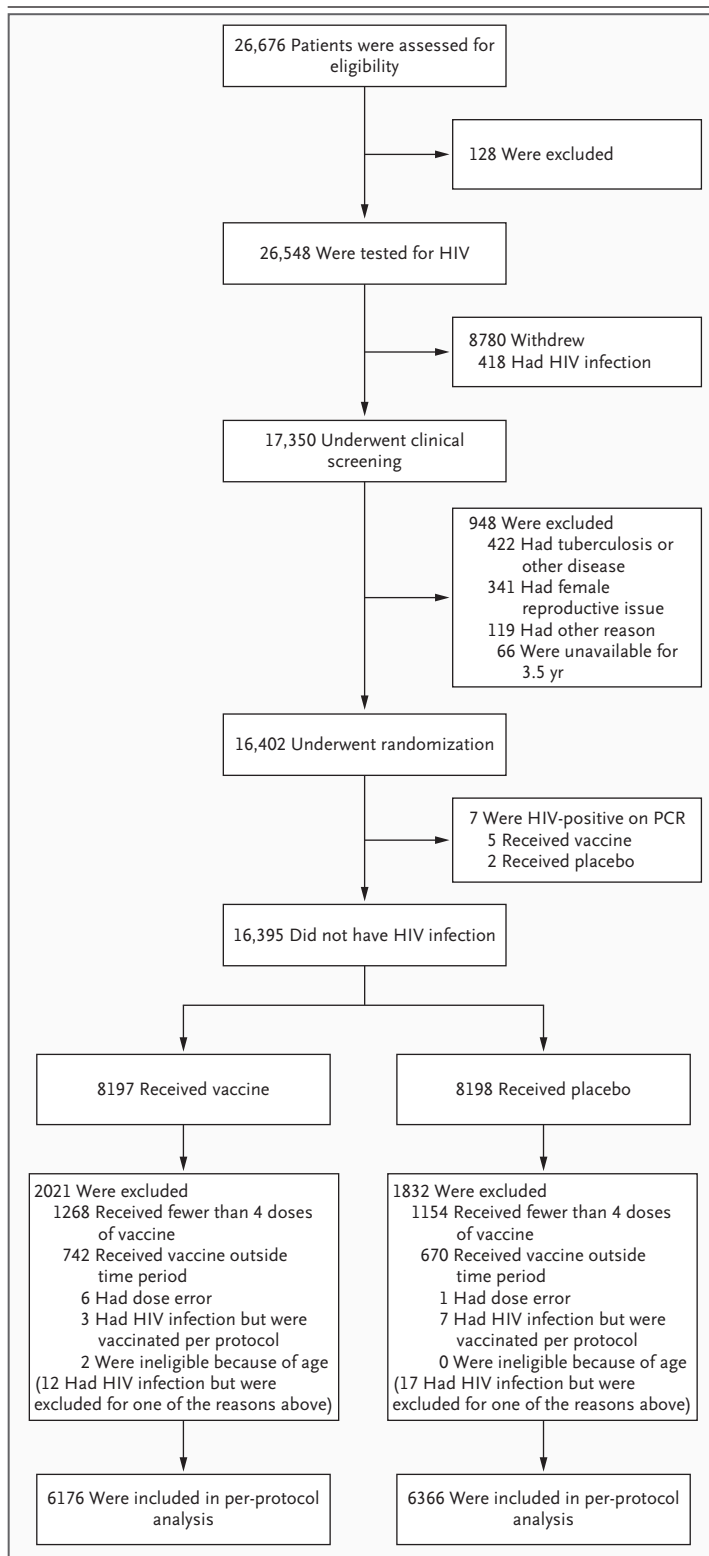 26,676 Patients were assessed for
eligibility
128 Were excluded
26,548 Were tested for HIV
8780 Withdrew
418 Had HIV infection
17,350 Underwent clinical
screening
948 Were excluded
422 Had tuberculosis or
other disease
341 Had female
reproductive issue
119 Had other reason
66 Were unavailable for
3.5 yr
16,402 Underwent randomization
7 Were HIV-positive on PCR
5 Received vaccine
2 Received placebo
16,395 Did not have HIV infection
8197 Received vaccine
8198 Received placebo
2021 Were excluded
1268 Received fewer than 4 doses
of vaccine
742 Received vaccine outside
time period
6 Had dose error
3 Had HIV infection but were
vaccinated per protocol
2 Were ineligible because of age
(12 Had HIV infection but were
excluded for one of the reasons above)
1832 Were excluded
1154 Received fewer than 4 doses
of vaccine
670 Received vaccine outside
time period
1 Had dose error
7 Had HIV infection but were
vaccinated per protocol
0 Were ineligible because of age
(17 Had HIV infection but were
excluded for one of the reasons above)
6176 Were included in per-protocol
analysis
6366 Were included in per-protocol
analysis